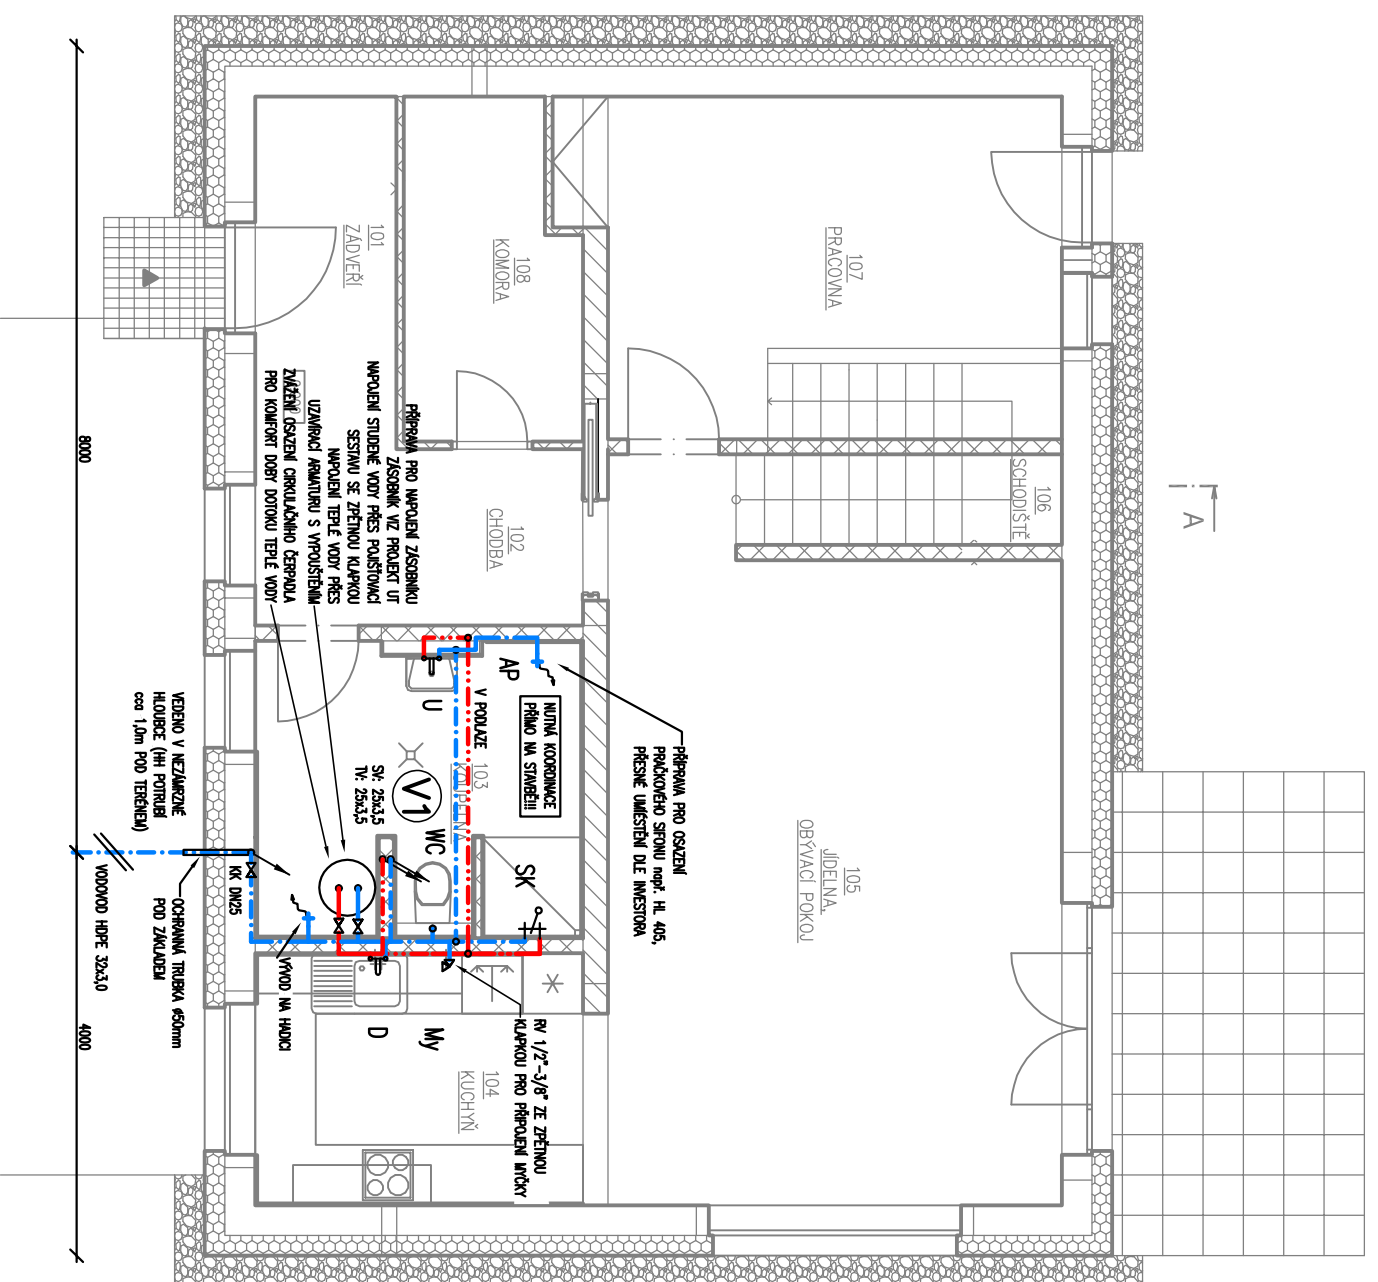 A
106
SCHODIŠTĚ
107
PRACOVNA
105
JÍDELNA,
OBÝVACÍ POKOJ
108
KOMORA
101
ZÁDVEŘÍ
102
CHODBA
103
104
KUCHYŇ
PŘÍPRAVA PRO NAPOJENÍ ZÁSOBNÍKU
ZÁSOBNÍK VIZ PROJEKT UT
NAPOJENÍ STUDENÉ VODY PŘES POJIŠŤOVACÍ
SESTAVU SE ZPĚTNOU KLAPKOU
NAPOJENÍ TEPLÉ VODY PŘES
UZAVÍRACÍ ARMATURU S VYPOUŠTĚNÍM
ZVÁŽENÍ OSAZENÍ CIRKULAČNÍHO ČERPADLA
PRO KOMFORT DOBY DOTOKU TEPLÉ VODY
PŘÍPRAVA PRO OSAZENÍ
PRAČKOVÉHO SIFONU např. HL 405,
PŘESNÉ UMÍSTĚNÍ DLE INVESTORA
NUTNÁ KOORDINACE
PŘÍMO NA STAVBĚ!!!
AP
V PODLAZE
U
V1
SV: 25x3,5
TV: 25x3,5
WC
SK
My
D
RV 1/2"-3/8" ZE ZPĚTNOU
KLAPKOU PRO PŘIPOJENÍ MYČKY
VÝVOD NA HADICI
KK DN25
OCHRANNÁ TRUBKA ø50mm
POD ZÁKLADEM
VEDENO V NEZÁMRZNÉ
HLOUBCE (HH POTRUBÍ
cca 1,0m POD TERÉNEM)
VODOVOD HDPE 32x3,0
8000
4000